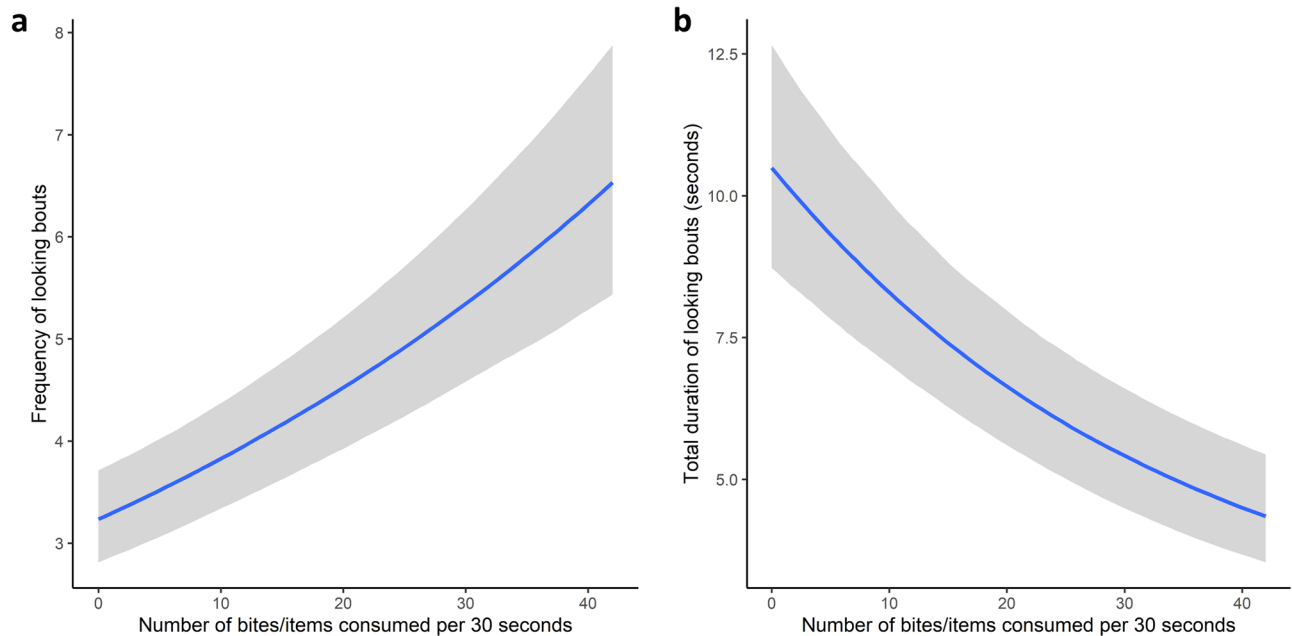 a
Frequency of looking bouts
8
7
6
5
4
3
0 10 20 30 40
Number of bites/items consumed per 30 seconds
b
Total duration of looking bouts (seconds)
12.5
10.0
7.5
5.0
0 10 20 30 40
Number of bites/items consumed per 30 seconds